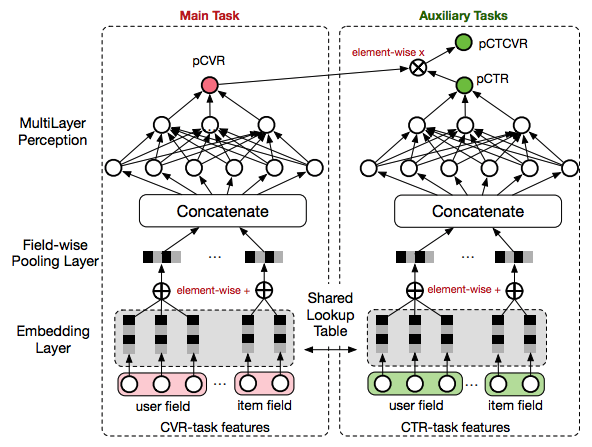 Main Task
Auxiliary Tasks
pCVR
element-wise x
pCTCVR
pCTR
MultiLayer
Perception
Concatenate
Concatenate
Field-wise
Pooling Layer
...
...
element-wise +
element-wise +
Shared
Lookup
Table
Embedding
Layer
...
...
user field
item field
user field
item field
CVR-task features
CTR-task features